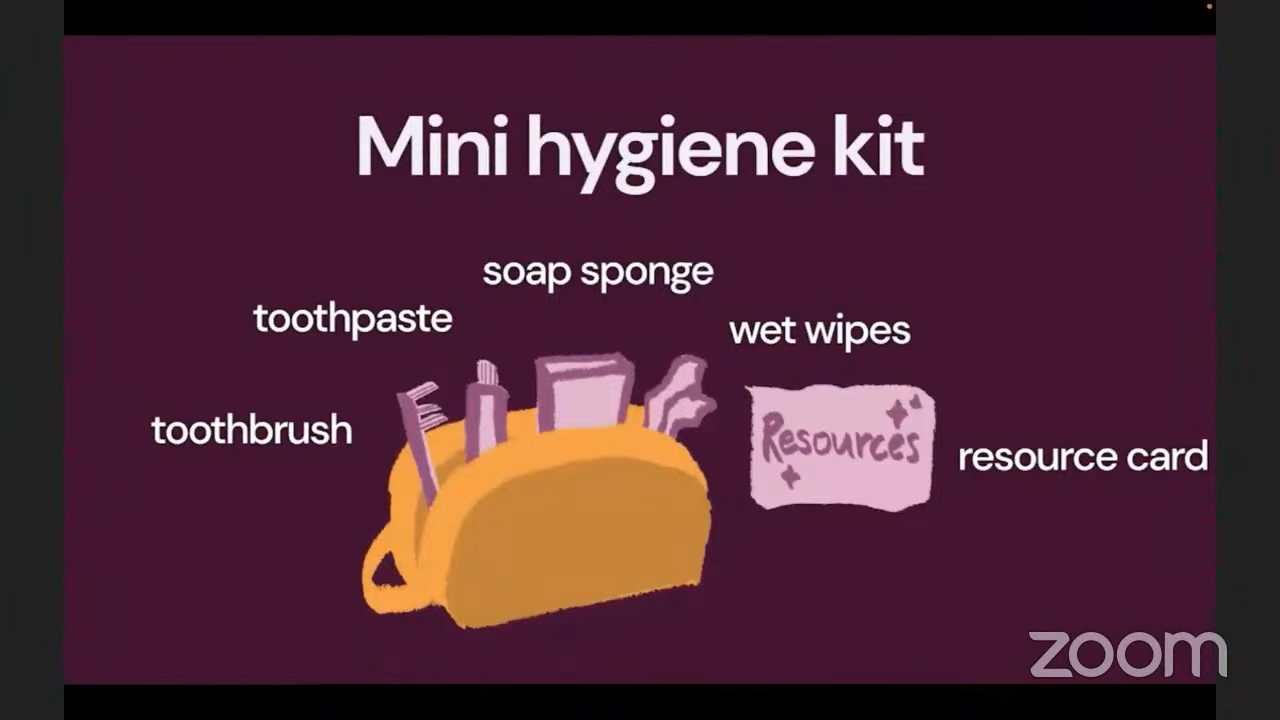 Mini hygiene kit
soap sponge
toothpaste
wet wipes
toothbrush
Resources
resource card
zoom